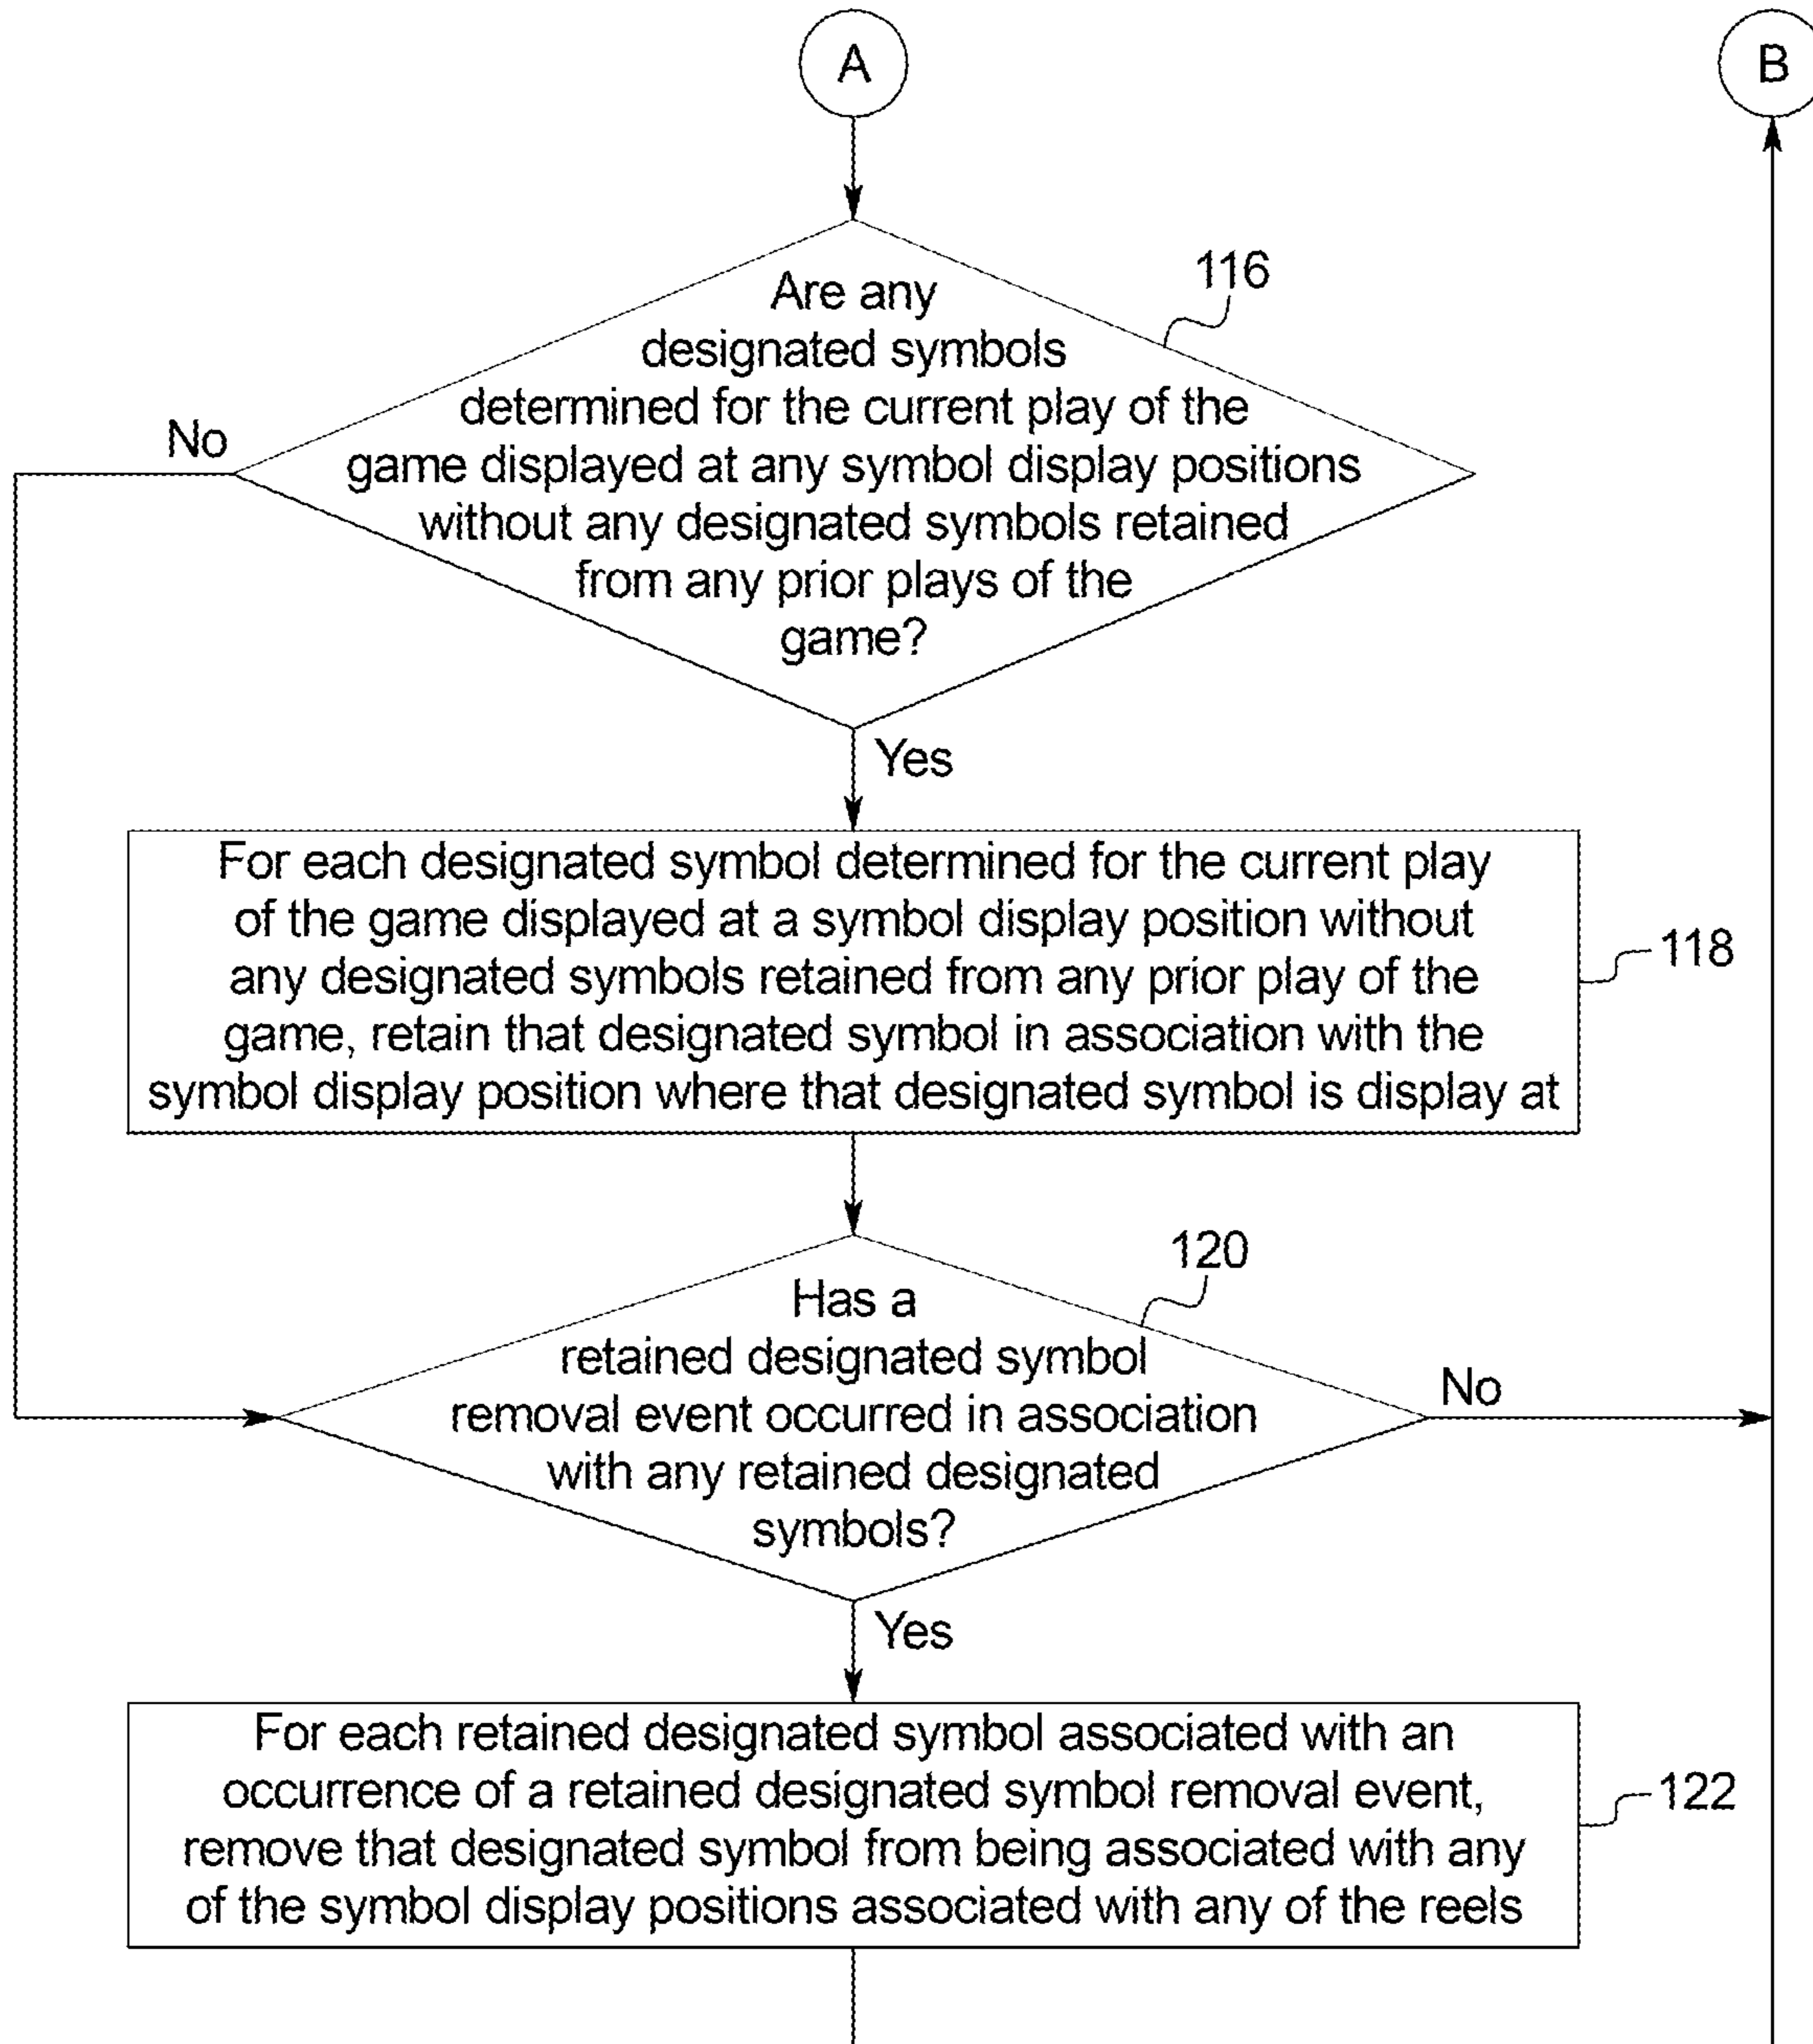 A
B
116
Are any
designated symbols
determined for the current play of the
game displayed at any symbol display positions
without any designated symbols retained
from any prior plays of the
game?
No
Yes
For each designated symbol determined for the current play
of the game displayed at a symbol display position without
any designated symbols retained from any prior play of the
game, retain that designated symbol in association with the
symbol display position where that designated symbol is display at
118
120
Has a
retained designated symbol
removal event occurred in association
with any retained designated
symbols?
No
Yes
For each retained designated symbol associated with an
occurrence of a retained designated symbol removal event,
remove that designated symbol from being associated with any
of the symbol display positions associated with any of the reels
122